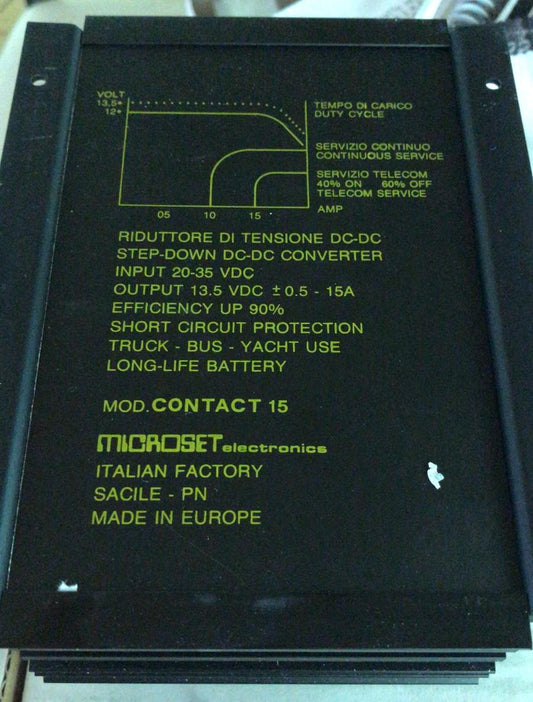 VOLT
13,5
12
TEMPO DI CARICO
DUTY CYCLE
SERVIZIO CONTINUO
CONTINUOUS SERVICE
SERVIZIO TELECOM
40% ON 60% OFF
TELECOM SERVICE
05 10 15 AMP
RIDUTTORE DI TENSIONE DC-DC
STEP-DOWN DC-DC CONVERTER
INPUT 20-35 VDC
OUTPUT 13.5 VDC ±0.5 - 15A
EFFICIENCY UP 90%
SHORT CIRCUIT PROTECTION
TRUCK - BUS - YACHT USE
LONG-LIFE BATTERY
MOD. CONTACT 15
MICROSET electronics
ITALIAN FACTORY
SACILE - PN
MADE IN EUROPE